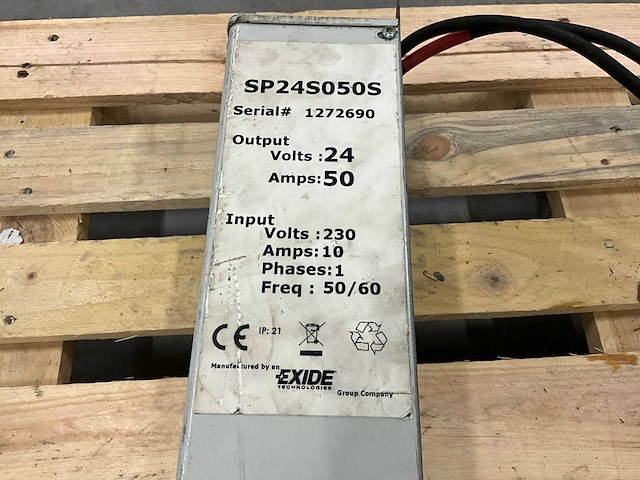 SP24S050S
Serial# 1272690
Output
Volts :24
Amps:50
Input
Volts :230
Amps:10
Phases:1
Freq : 50/60
CE IP: 21
Manufactured by an
EXIDE
TECHNOLOGIES
Group Company